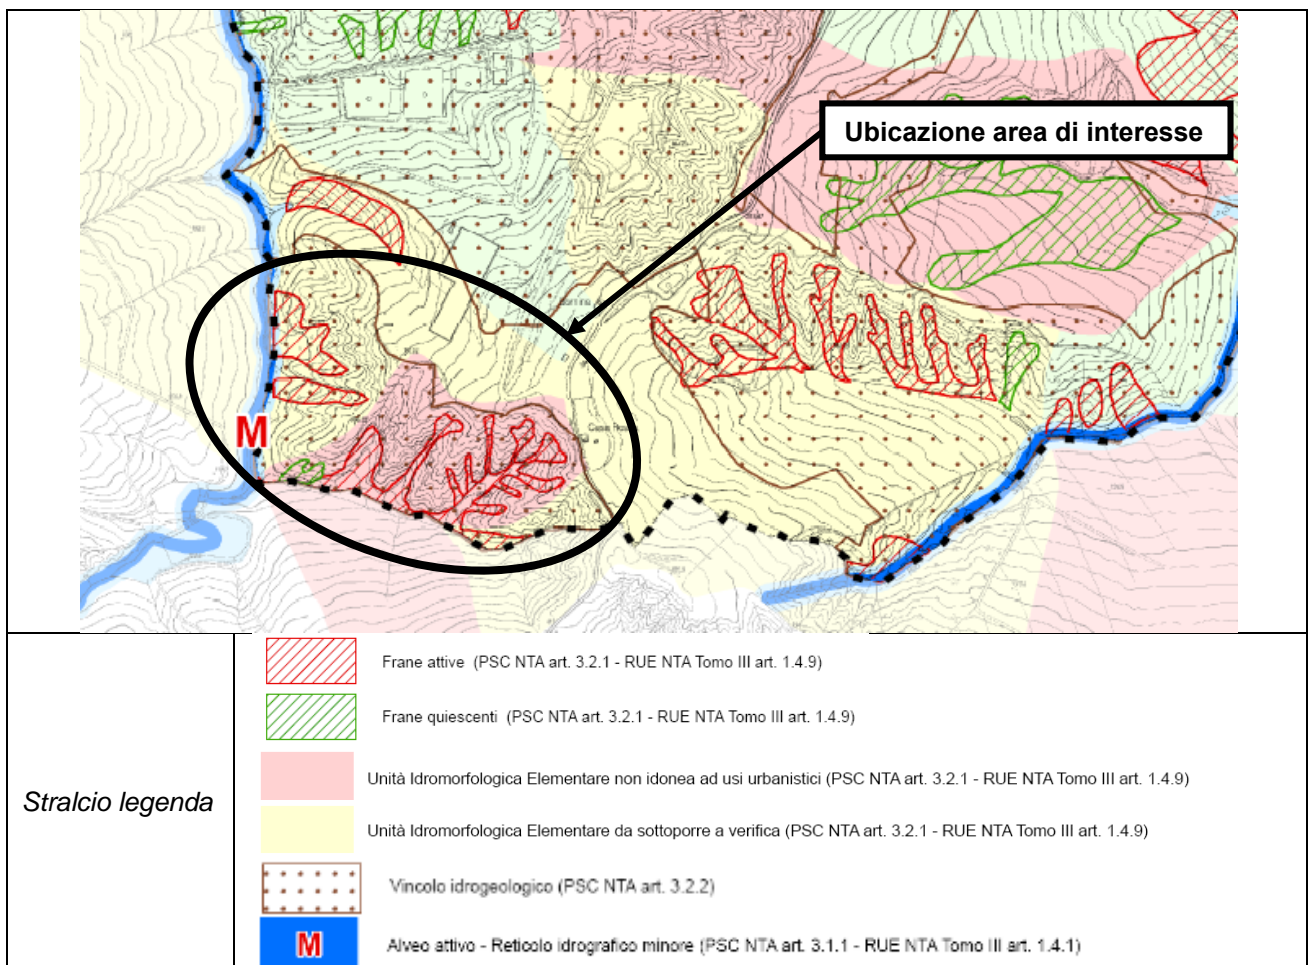 Ubicazione area di interesse
M
Frane attive (PSC NTA art. 3.2.1 - RUE NTA Tomo III art. 1.4.9)
Frane quiescenti (PSC NTA art. 3.2.1 - RUE NTA Tomo III art. 1.4.9)
Unità Idromorfologica Elementare non idonea ad usi urbanistici (PSC NTA art. 3.2.1 - RUE NTA Tomo III art. 1.4.9)
Stralcio legenda
Unità Idromorfologica Elementare da sottoporre a verifica (PSC NTA art. 3.2.1 - RUE NTA Tomo III art. 1.4.9)
Vincolo idrogeologico (PSC NTA art. 3.2.2)
M Alveo attivo - Reticolo idrografico minore (PSC NTA art. 3.1.1 - RUE NTA Tomo III art. 1.4.1)